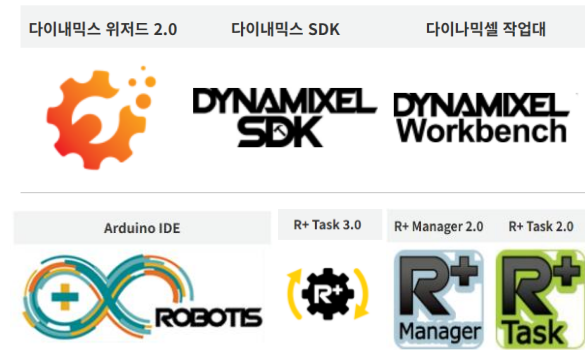 다이내믹스 위저드 2.0
다이내믹스 SDK
다이나믹셀 작업대
DYNAMIXEL
SDK
DYNAMIXEL
Workbench
Arduino IDE
R+ Task 3.0
R+ Manager 2.0
R+ Task 2.0
ROBOTIS
R+
R+
Manager
R+
Task